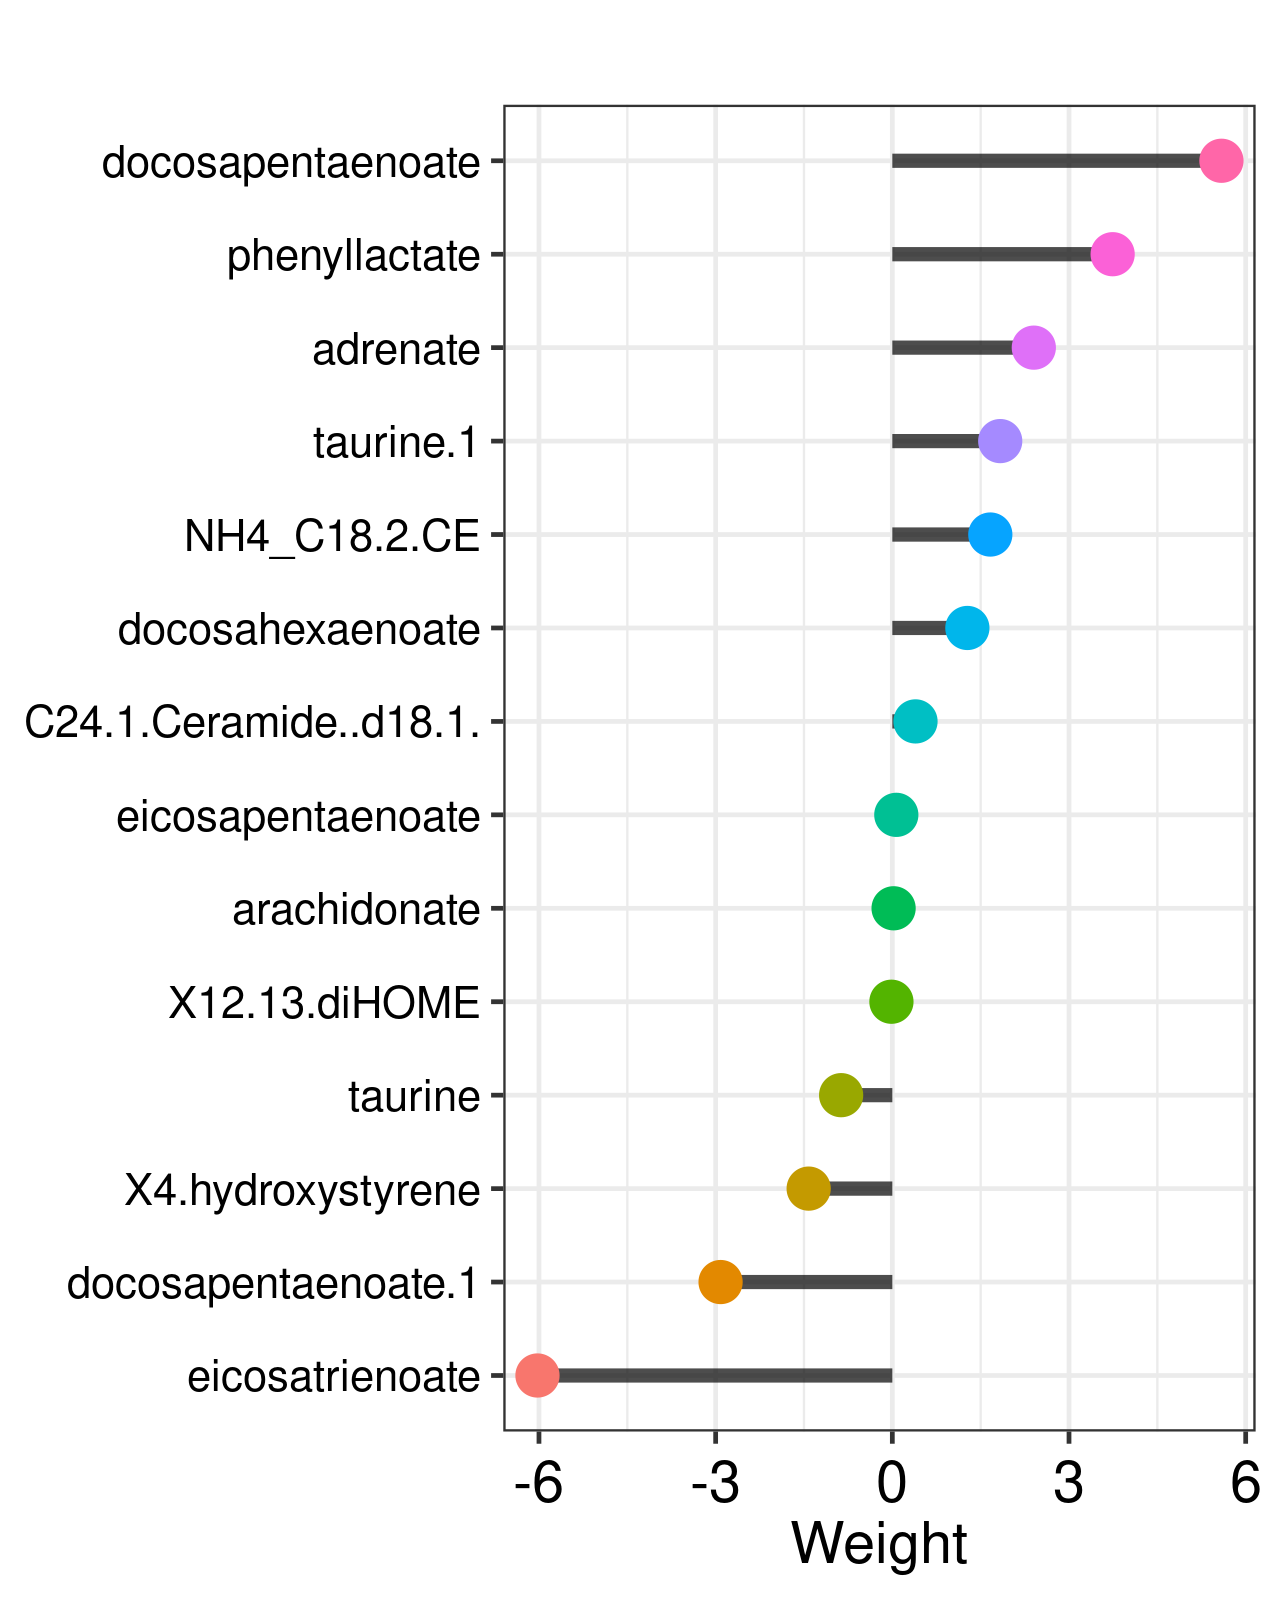 docosapentaenoate
phenyllactate
adrenate
taurine.1
NH4_C18.2.CE
docosahexaenoate
C24.1.Ceramide..d18.1.
eicosapentaenoate
arachidonate
X12.13.diHOME
taurine
X4.hydroxystyrene
docosapentaenoate.1
eicosatrienoate
-6 -3 0 3 6
Weight